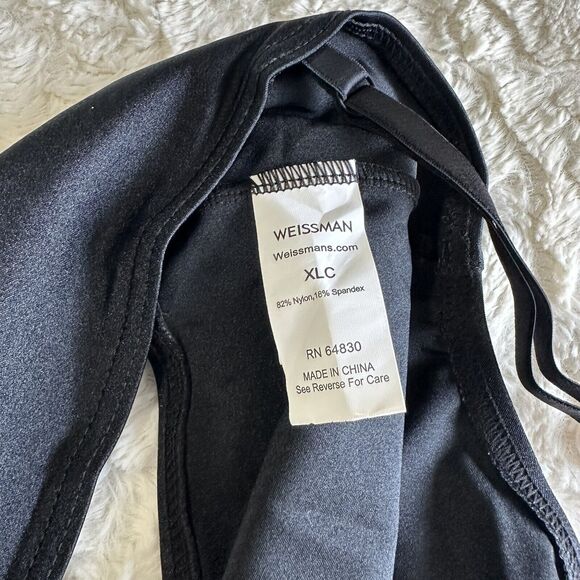 WEISSMAN
Weissmans.com
XLC
82% Nylon,18% Spandex
RN 64830
MADE IN CHINA
See Reverse For Care